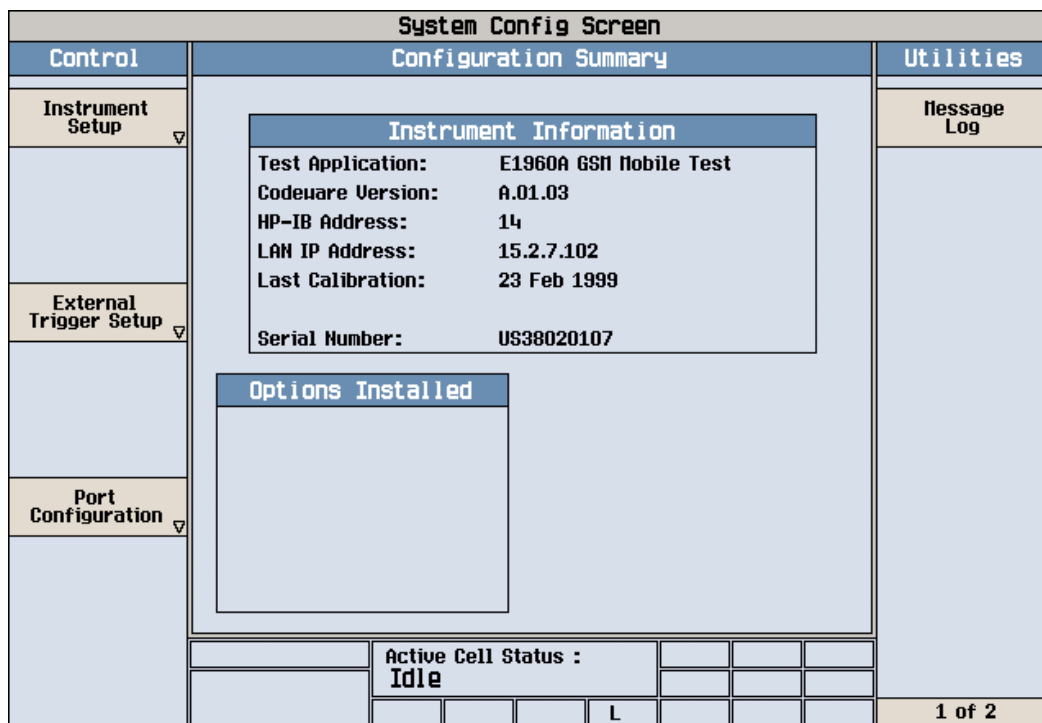 System Config Screen
Control
Configuration Summary
Utilities
Instrument
Setup
Message
Log
Instrument Information
Test Application: E1960A GSM Mobile Test
Codeware Version: A.01.03
HP-IB Address: 14
LAN IP Address: 15.2.7.102
Last Calibration: 23 Feb 1999
Serial Number: US38020107
External
Trigger Setup
Options Installed
Port
Configuration
Active Cell Status :
Idle
L
1 of 2